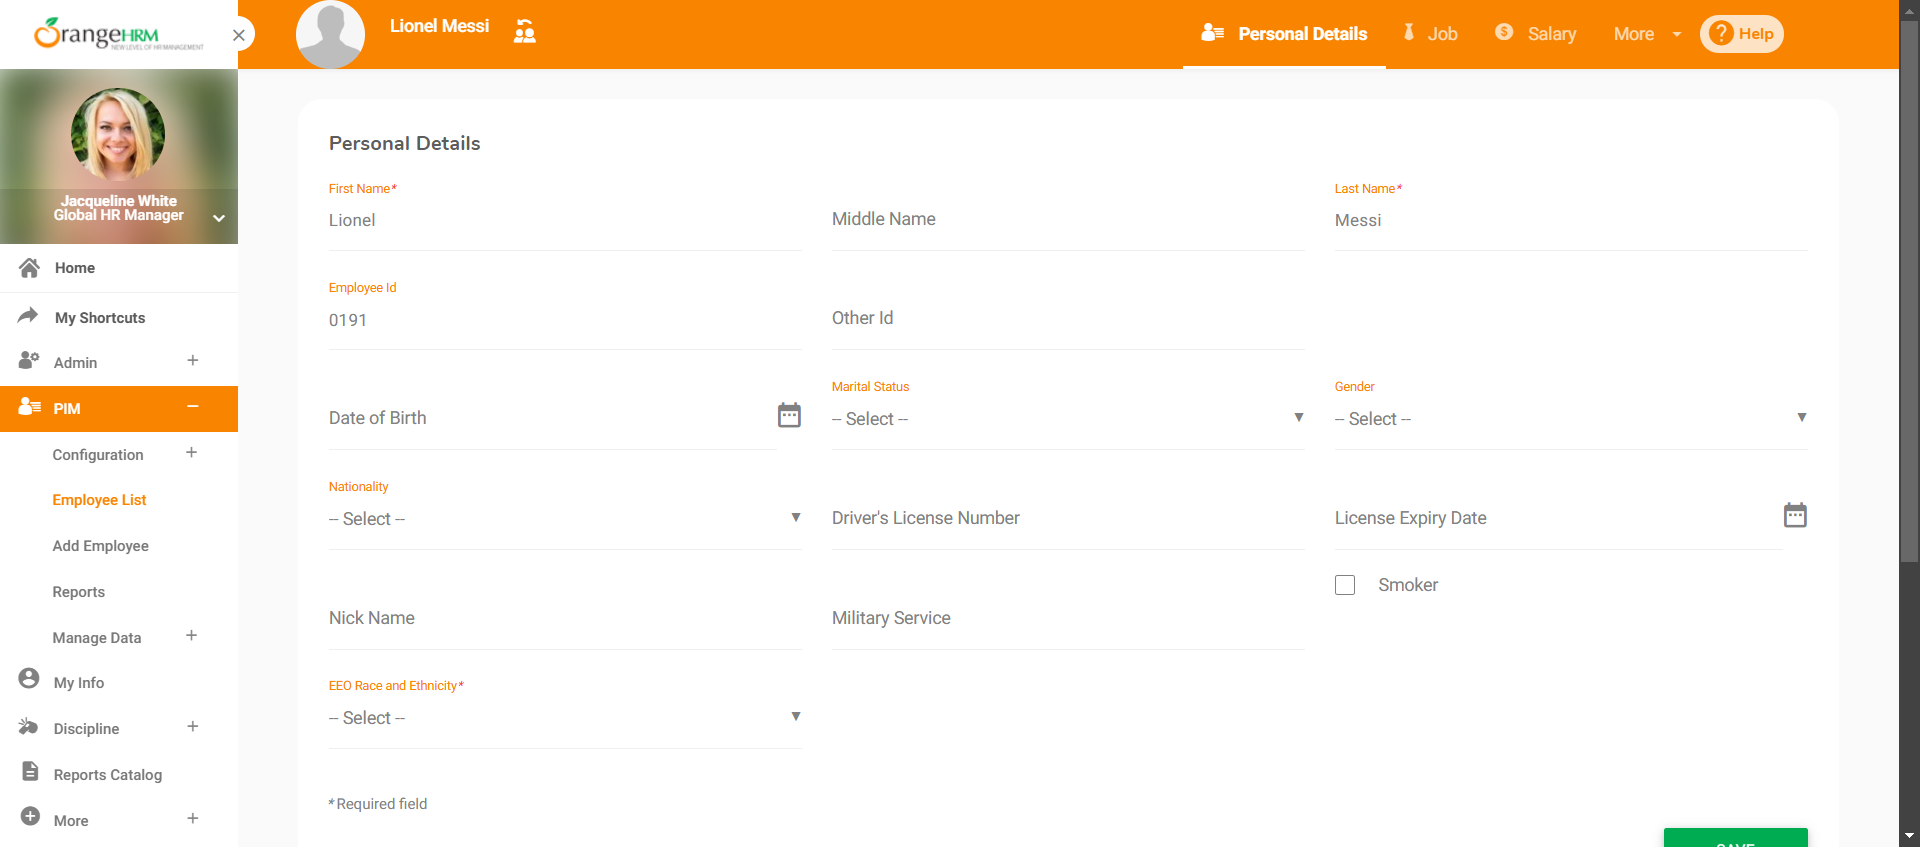 OrangeHRM
NEW LEVEL OF HR MANAGEMENT
Lionel Messi
Personal Details
Job
Salary
More
Help
Jacqueline White
Global HR Manager
Home
My Shortcuts
Admin
PIM
Configuration
Employee List
Add Employee
Reports
Manage Data
My Info
Discipline
Reports Catalog
More
Personal Details
First Name*
Lionel
Middle Name
Last Name*
Messi
Employee Id
0191
Other Id
Date of Birth
Marital Status
-- Select --
Gender
-- Select --
Nationality
-- Select --
Driver's License Number
License Expiry Date
Nick Name
Military Service
Smoker
EEO Race and Ethnicity*
-- Select --
* Required field
SAVE